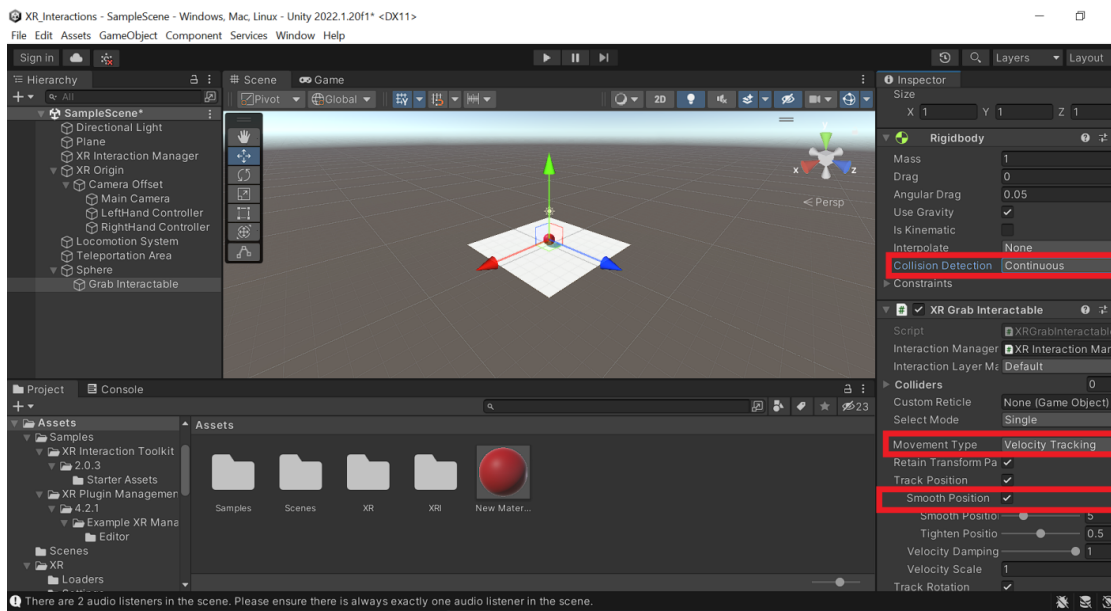 XR_Interactions - SampleScene - Windows, Mac, Linux - Unity 2022.1.20f1* <DX11>
File Edit Assets GameObject Component Services Window Help
Sign in
Layers
Layout
Hierarchy
All
SampleScene*
Directional Light
Plane
XR Interaction Manager
XR Origin
Camera Offset
Main Camera
LeftHand Controller
RightHand Controller
Locomotion System
Teleportation Area
Sphere
Grab Interactable
Scene
Game
Pivot
Global
2D
x
y
z
Persp
Inspector
Size
X 1 Y 1 Z 1
Rigidbody
Mass 1
Drag 0
Angular Drag 0.05
Use Gravity
Is Kinematic
Interpolate None
Collision Detection Continuous
Constraints
XR Grab Interactable
Script XRGrabInteractabl
Interaction Manager XR Interaction Mar
Interaction Layer Ma Default
Colliders 0
Custom Reticle None (Game Object)
Select Mode Single
Movement Type Velocity Tracking
Retain Transform Pa
Track Position
Smooth Position
Smooth Positio 5
Tighten Positio 0.5
Velocity Damping 1
Velocity Scale 1
Track Rotation
Project
Console
23
Assets
Samples
XR Interaction Toolkit
2.0.3
Starter Assets
XR Plugin Managemen
4.2.1
Example XR Mana
Editor
Scenes
XR
Loaders
Assets
Samples
Scenes
XR
XRI
New Mater...
There are 2 audio listeners in the scene. Please ensure there is always exactly one audio listener in the scene.